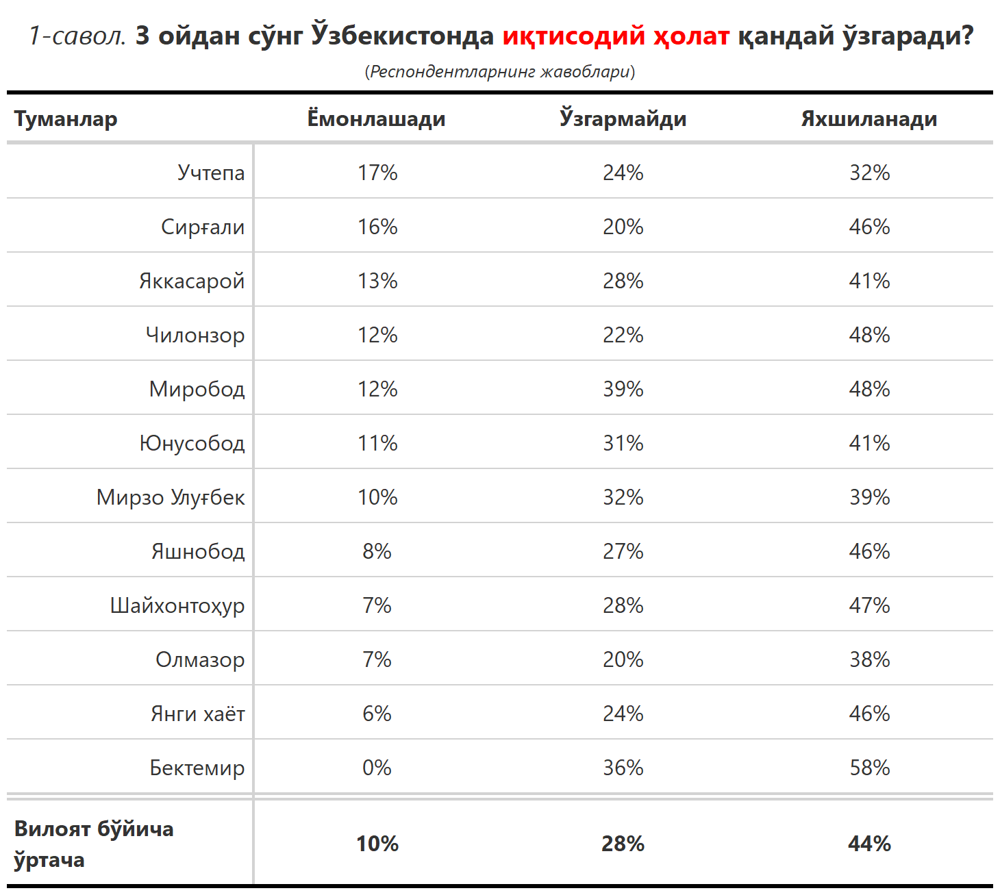 1-савол. 3 ойдан сўнг Ўзбекистонда иқтисодий ҳолат қандай ўзгаради?
(Респондентларнинг жавоблари)
Туманлар Ёмонлашади Ўзгармайди Яхшиланади
Учтепа 17% 24% 32%
Сирғали 16% 20% 46%
Яккасарой 13% 28% 41%
Чилонзор 12% 22% 48%
Миробод 12% 39% 48%
Юнусобод 11% 31% 41%
Мирзо Улуғбек 10% 32% 39%
Яшнобод 8% 27% 46%
Шайхонтоҳур 7% 28% 47%
Олмазор 7% 20% 38%
Янги хаёт 6% 24% 46%
Бектемир 0% 36% 58%
Вилоят бўйича
ўртача 10% 28% 44%